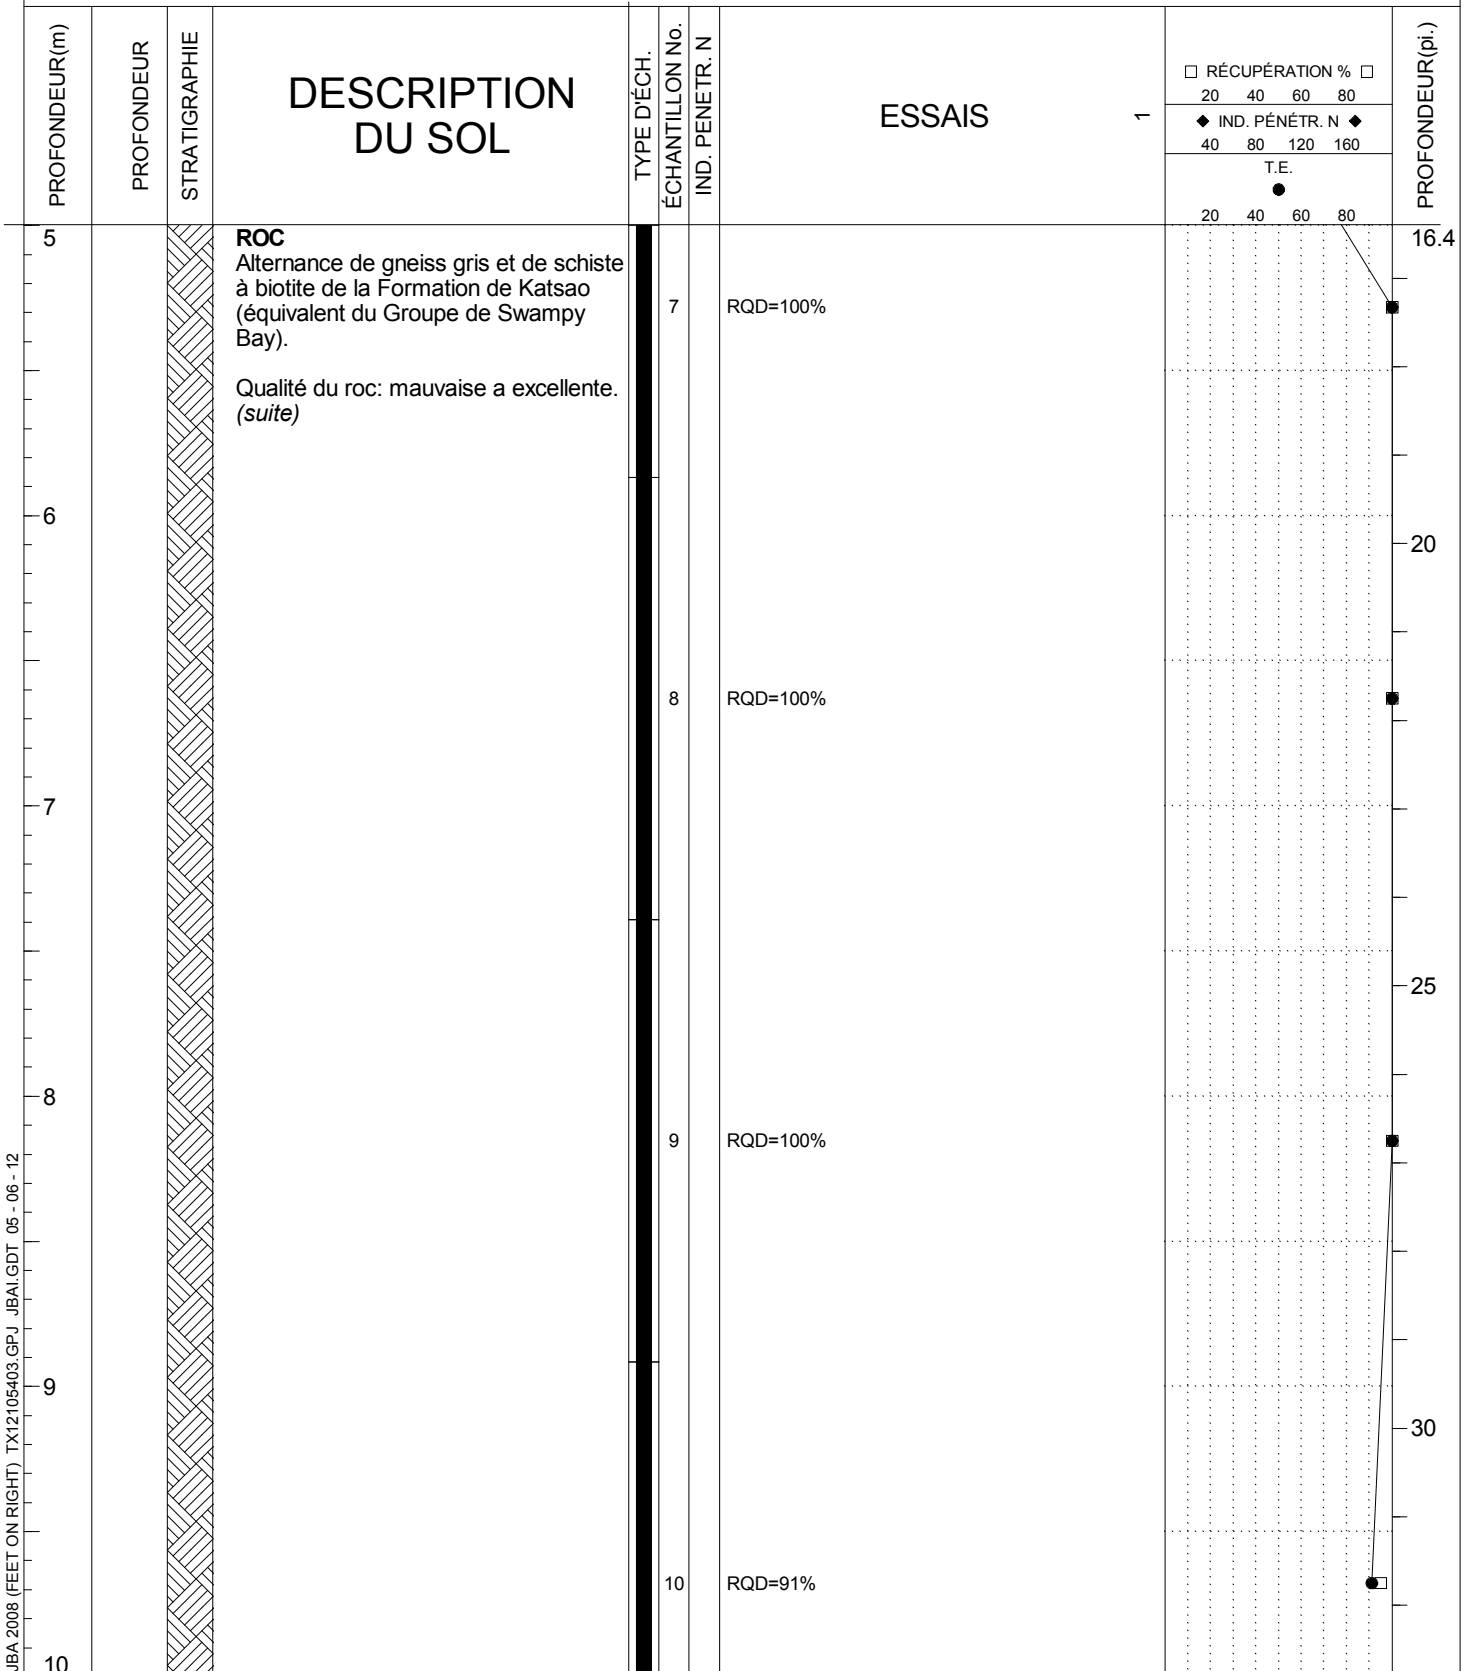 PROFONDEUR(m)
PROFONDEUR
STRATIGRAPHIE
DESCRIPTION
DU SOL
TYPE D'ÉCH.
ÉCHANTILLON No.
IND. PENETR. N
ESSAIS
1
□ RÉCUPÉRATION % □
20 40 60 80
◆ IND. PÉNÉTR. N ◆
40 80 120 160
T.E.
●
20 40 60 80
PROFONDEUR(pi.)
5
ROC
16.4
Alternance de gneiss gris et de schiste
à biotite de la Formation de Katsao
(équivalent du Groupe de Swampy
Bay).
7 RQD=100%
Qualité du roc: mauvaise a excellente.
(suite)
6
20
8 RQD=100%
7
25
8
9 RQD=100%
9
30
10 RQD=91%
10
JBA 2008 (FEET ON RIGHT) TX12105403.GPJ JBAI.GDT 05 - 06 - 12